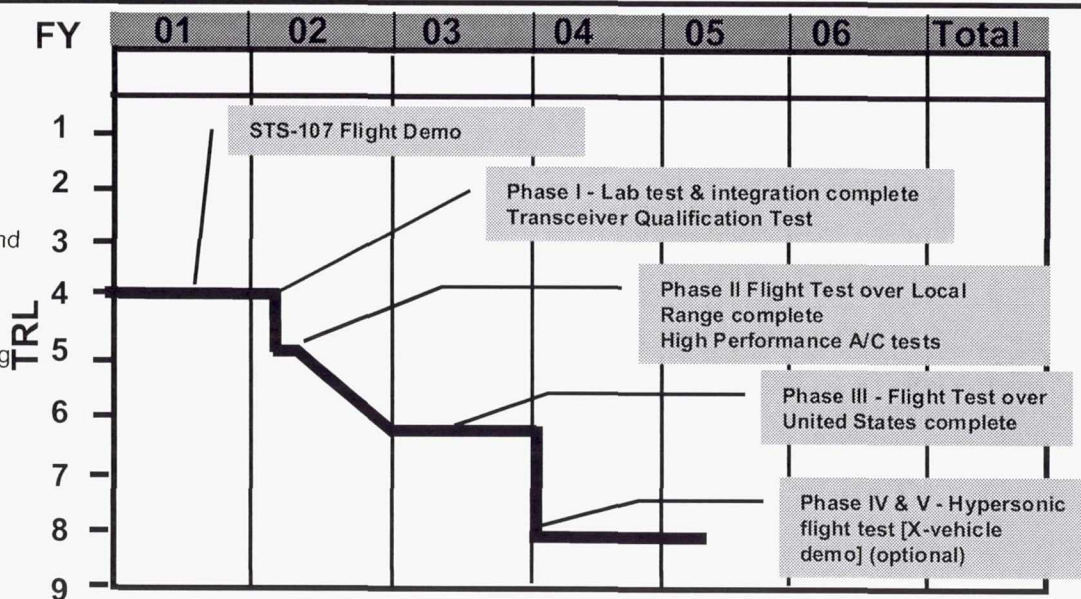 FY 01 02 03 04 05 06 Total
1
STS-107 Flight Demo
2
Phase I - Lab test & integration complete
Transceiver Qualification Test
nd
3
4
TRL
Phase II Flight Test over Local
Range complete
High Performance A/C tests
g
5
6
Phase III - Flight Test over
United States complete
7
8
Phase IV & V - Hypersonic
flight test [X-vehicle
demo] (optional)
9